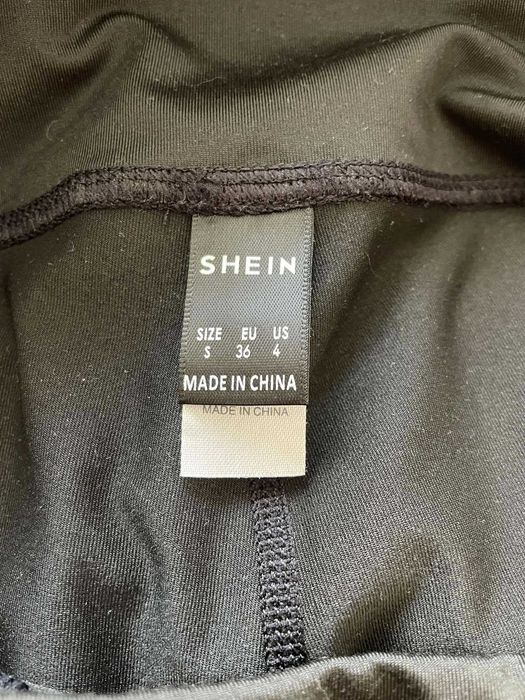 SHEIN
SIZE EU US
S 36 4
MADE IN CHINA
MADE IN CHINA